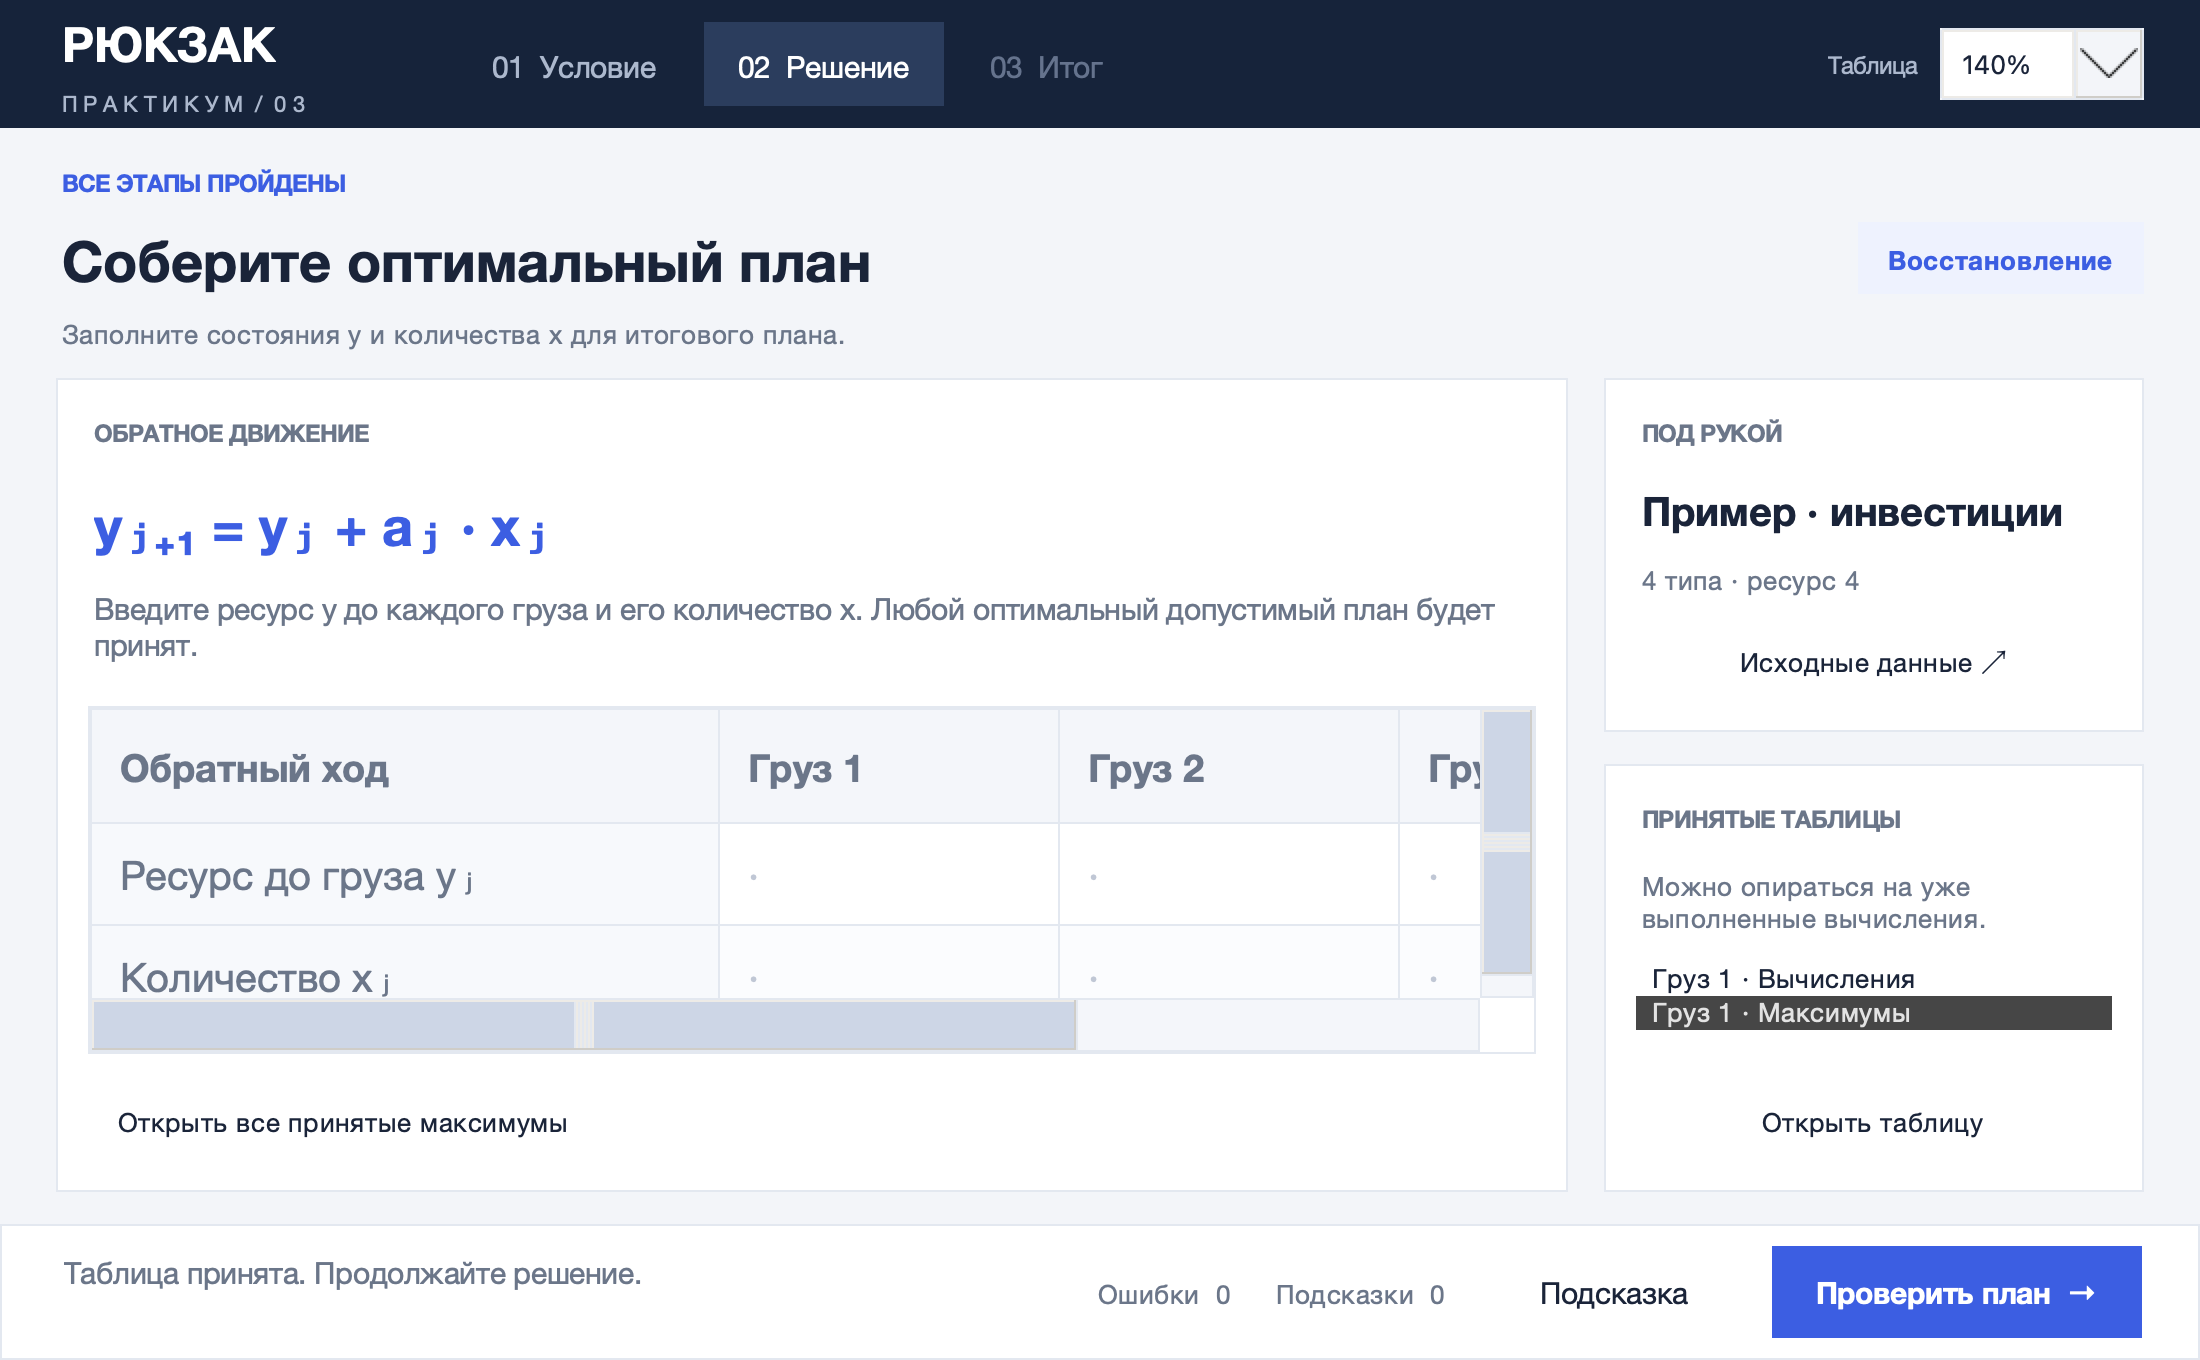 РЮКЗАК
ПРАКТИКУМ / 03
01 Условие
02 Решение
03 Итог
Таблица
140%
ВСЕ ЭТАПЫ ПРОЙДЕНЫ
Соберите оптимальный план
Восстановление
Заполните состояния y и количества x для итогового плана.
ОБРАТНОЕ ДВИЖЕНИЕ
y j+1 = y j + a j · x j
Введите ресурс y до каждого груза и его количество x. Любой оптимальный допустимый план будет
принят.
Обратный ход
Груз 1
Груз 2
Гру
Ресурс до груза y j
·
·
·
Количество x j
·
·
·
Открыть все принятые максимумы
ПОД РУКОЙ
Пример · инвестиции
4 типа · ресурс 4
Исходные данные ↗
ПРИНЯТЫЕ ТАБЛИЦЫ
Можно опираться на уже
выполненные вычисления.
Груз 1 · Вычисления
Груз 1 · Максимумы
Открыть таблицу
Таблица принята. Продолжайте решение.
Ошибки 0
Подсказки 0
Подсказка
Проверить план →